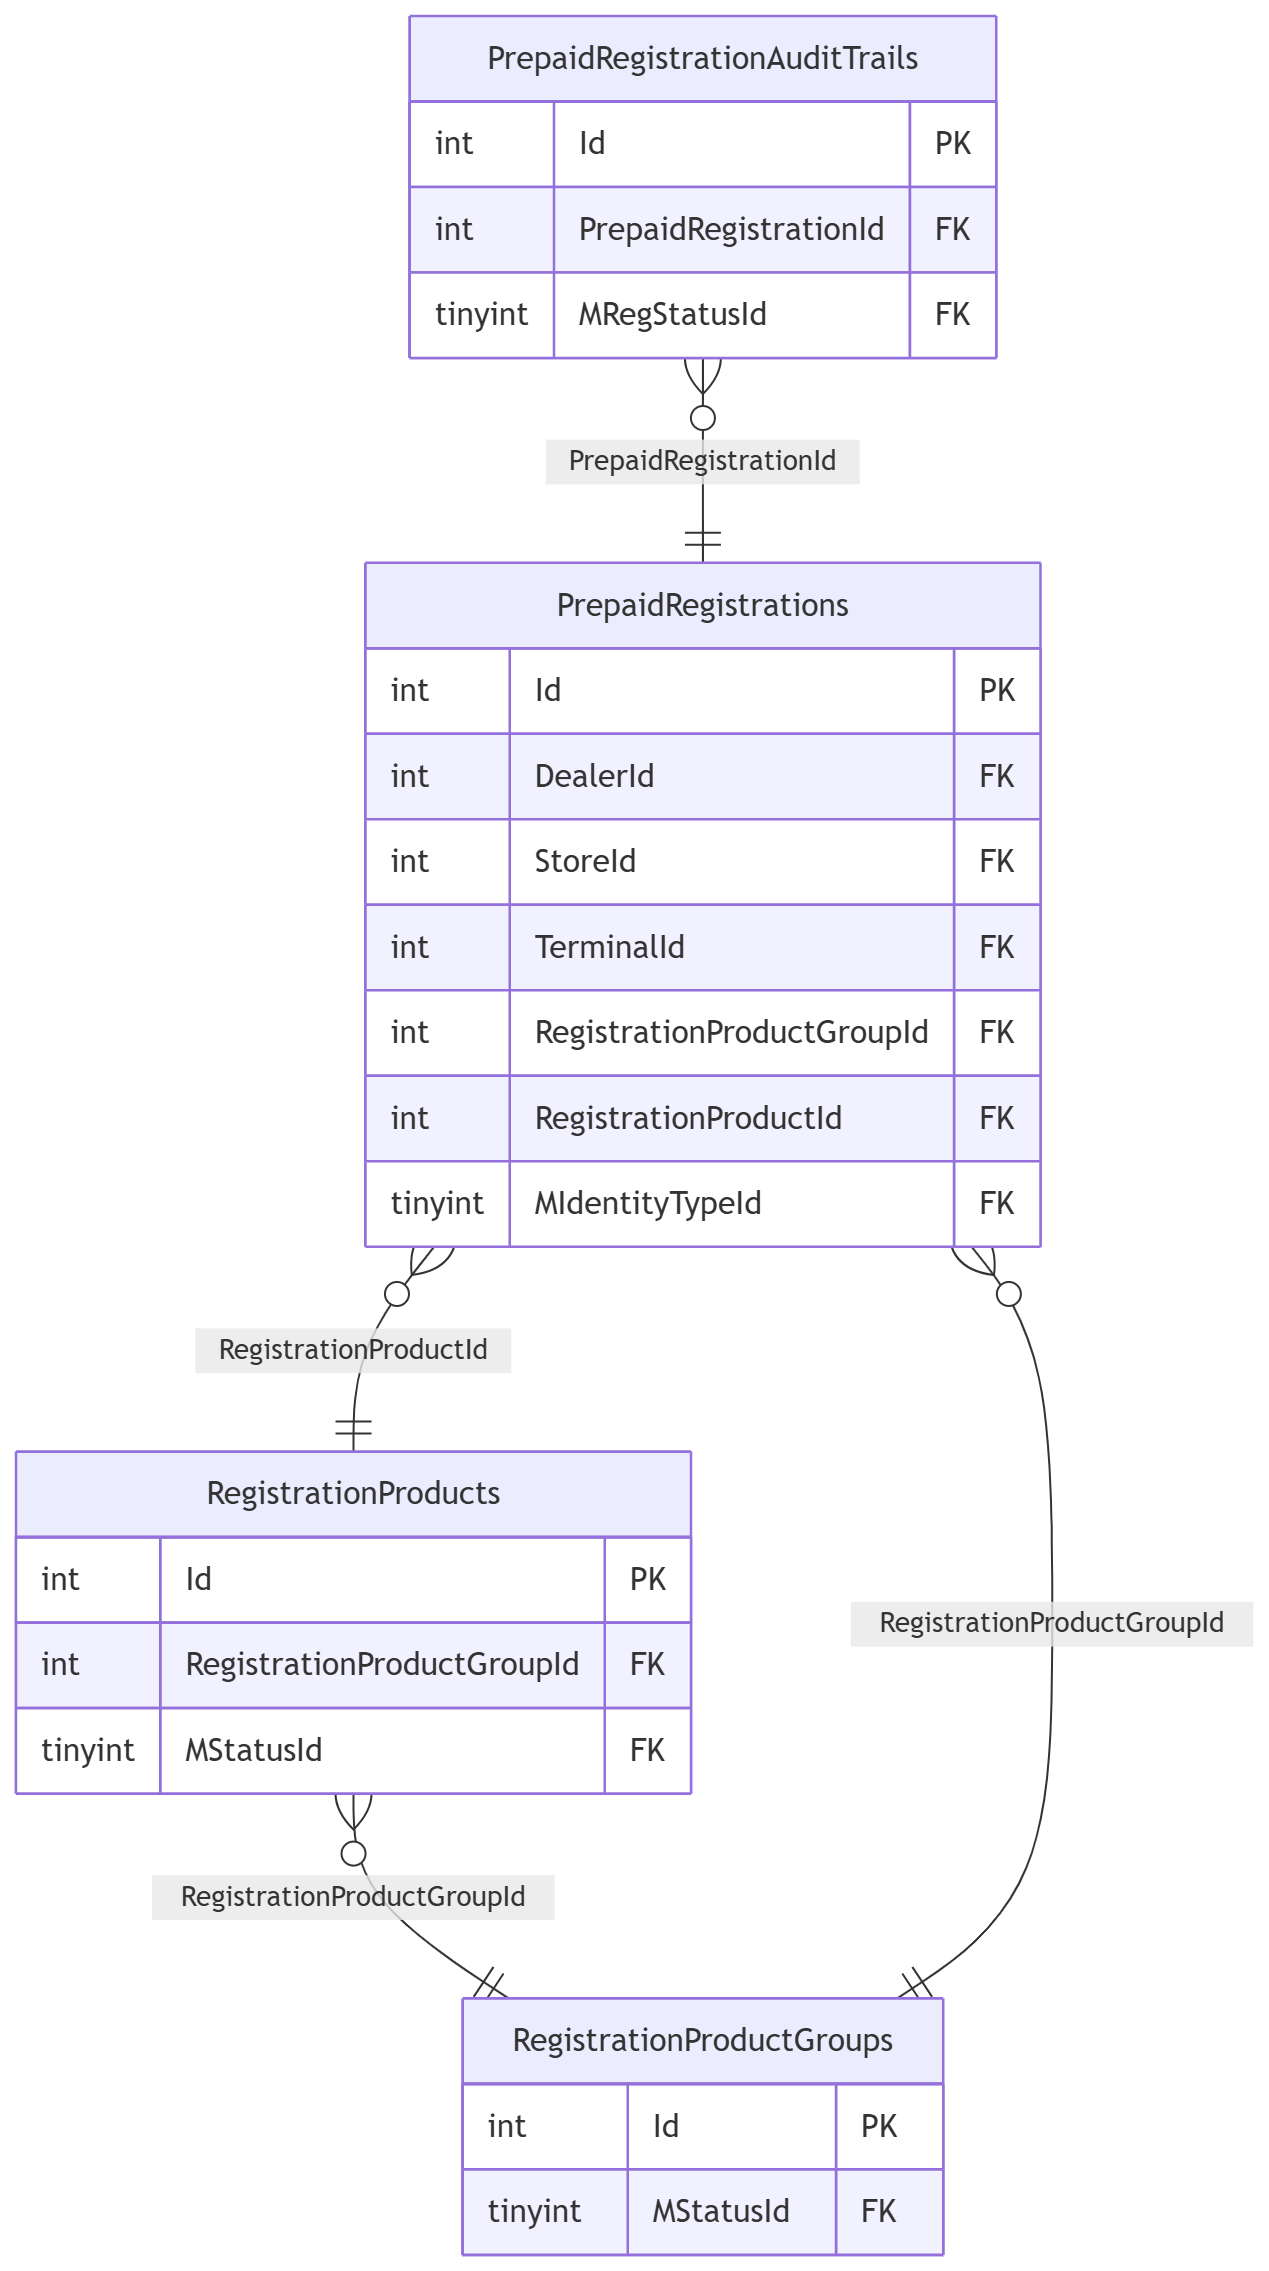 PrepaidRegistrationAuditTrails
int Id PK
int PrepaidRegistrationId FK
tinyint MRegStatusId FK
PrepaidRegistrationId
PrepaidRegistrations
int Id PK
int DealerId FK
int StoreId FK
int TerminalId FK
int RegistrationProductGroupId FK
int RegistrationProductId FK
tinyint MIdentityTypeId FK
RegistrationProductId
RegistrationProducts
int Id PK
int RegistrationProductGroupId FK
tinyint MStatusId FK
RegistrationProductGroupId
RegistrationProductGroupId
RegistrationProductGroups
int Id PK
tinyint MStatusId FK